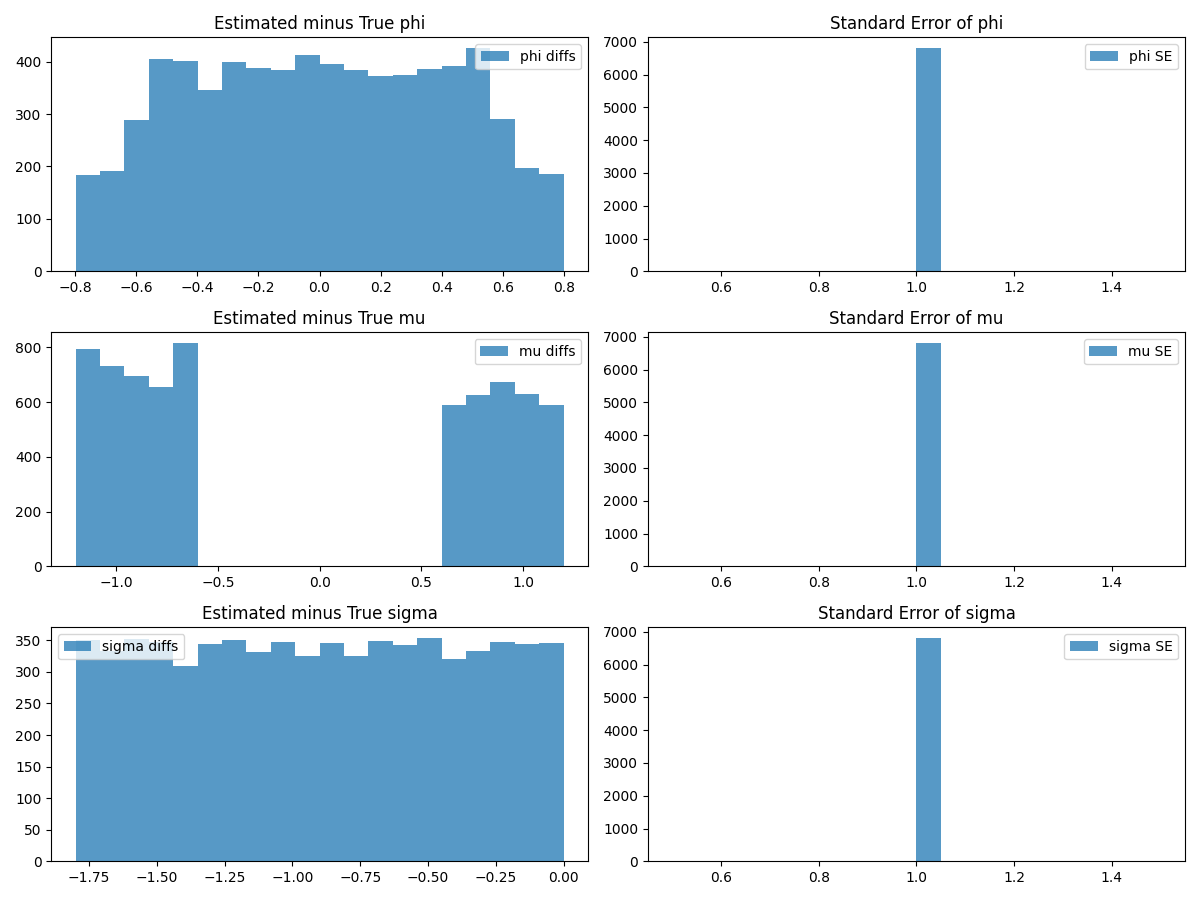 Estimated minus True phi
phi diffs
400
300
200
100
0
−0.8 −0.6 −0.4 −0.2 0.0 0.2 0.4 0.6 0.8
Standard Error of phi
phi SE
7000
6000
5000
4000
3000
2000
1000
0
0.6 0.8 1.0 1.2 1.4
Estimated minus True mu
mu diffs
800
600
400
200
0
−1.0 −0.5 0.0 0.5 1.0
Standard Error of mu
mu SE
7000
6000
5000
4000
3000
2000
1000
0
0.6 0.8 1.0 1.2 1.4
Estimated minus True sigma
sigma diffs
350
300
250
200
150
100
50
0
−1.75 −1.50 −1.25 −1.00 −0.75 −0.50 −0.25 0.00
Standard Error of sigma
sigma SE
7000
6000
5000
4000
3000
2000
1000
0
0.6 0.8 1.0 1.2 1.4